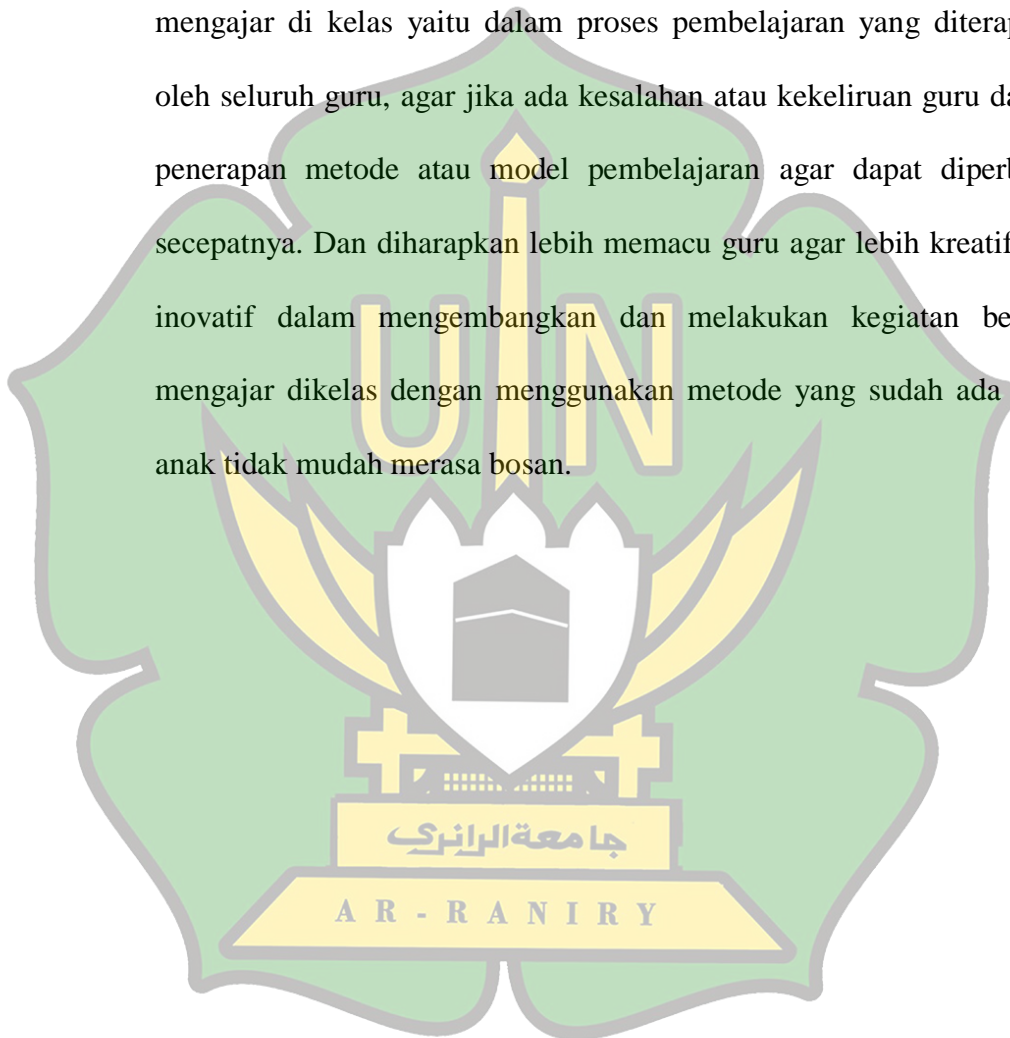 mengajar di kelas yaitu dalam proses pembelajaran yang diterap
oleh seluruh guru, agar jika ada kesalahan atau kekeliruan guru da
penerapan metode atau model pembelajaran agar dapat diperb
secepatnya. Dan diharapkan lebih memacu guru agar lebih kreatif
inovatif dalam mengembangkan dan melakukan kegiatan be
mengajar dikelas dengan menggunakan metode yang sudah ada
anak tidak mudah merasa bosan.
UIN
جامعة الرانري
AR-RANIRY